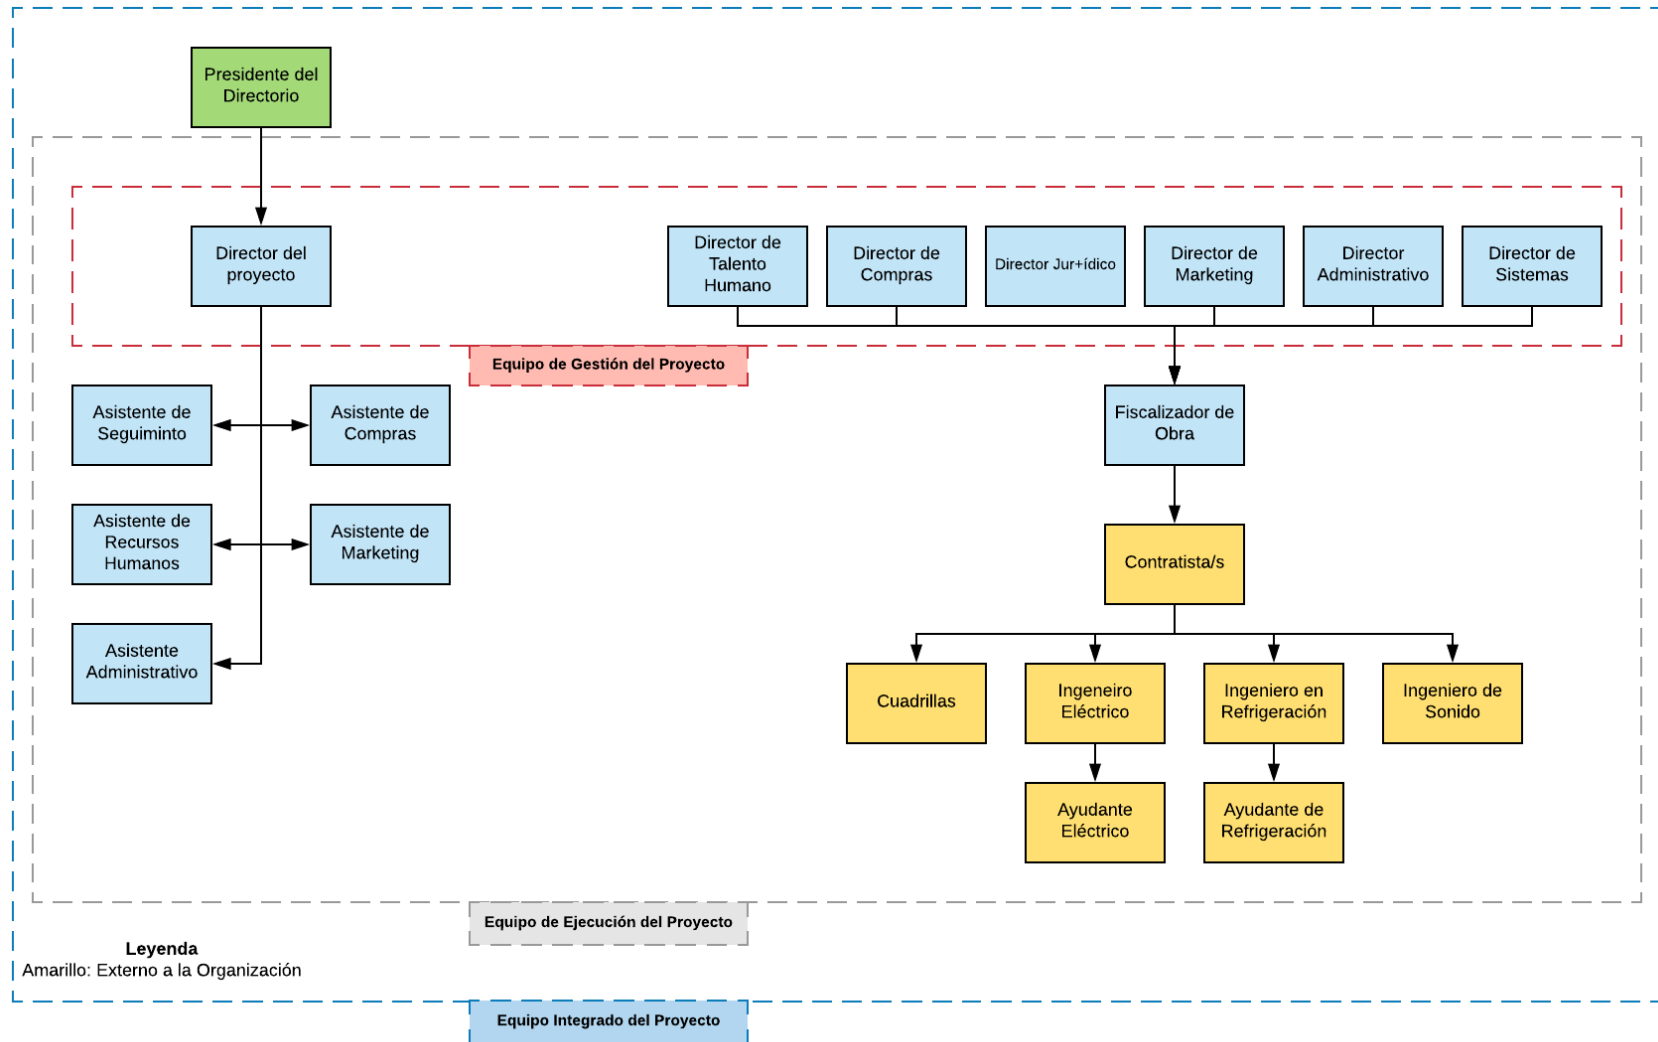 Presidente del
Directorio
Director del
proyecto
Director de
Talento
Humano
Director de
Compras
Director Jur+ídico
Director de
Marketing
Director
Administrativo
Director de
Sistemas
Equipo de Gestión del Proyecto
Asistente de
Seguiminto
Asistente de
Compras
Fiscalizador de
Obra
Asistente de
Recursos
Humanos
Asistente de
Marketing
Contratista/s
Asistente
Administrativo
Cuadrillas
Ingeneiro
Eléctrico
Ingeniero en
Refrigeración
Ingeniero de
Sonido
Ayudante
Eléctrico
Ayudante de
Refrigeración
Equipo de Ejecución del Proyecto
Leyenda
Amarillo: Externo a la Organización
Equipo Integrado del Proyecto